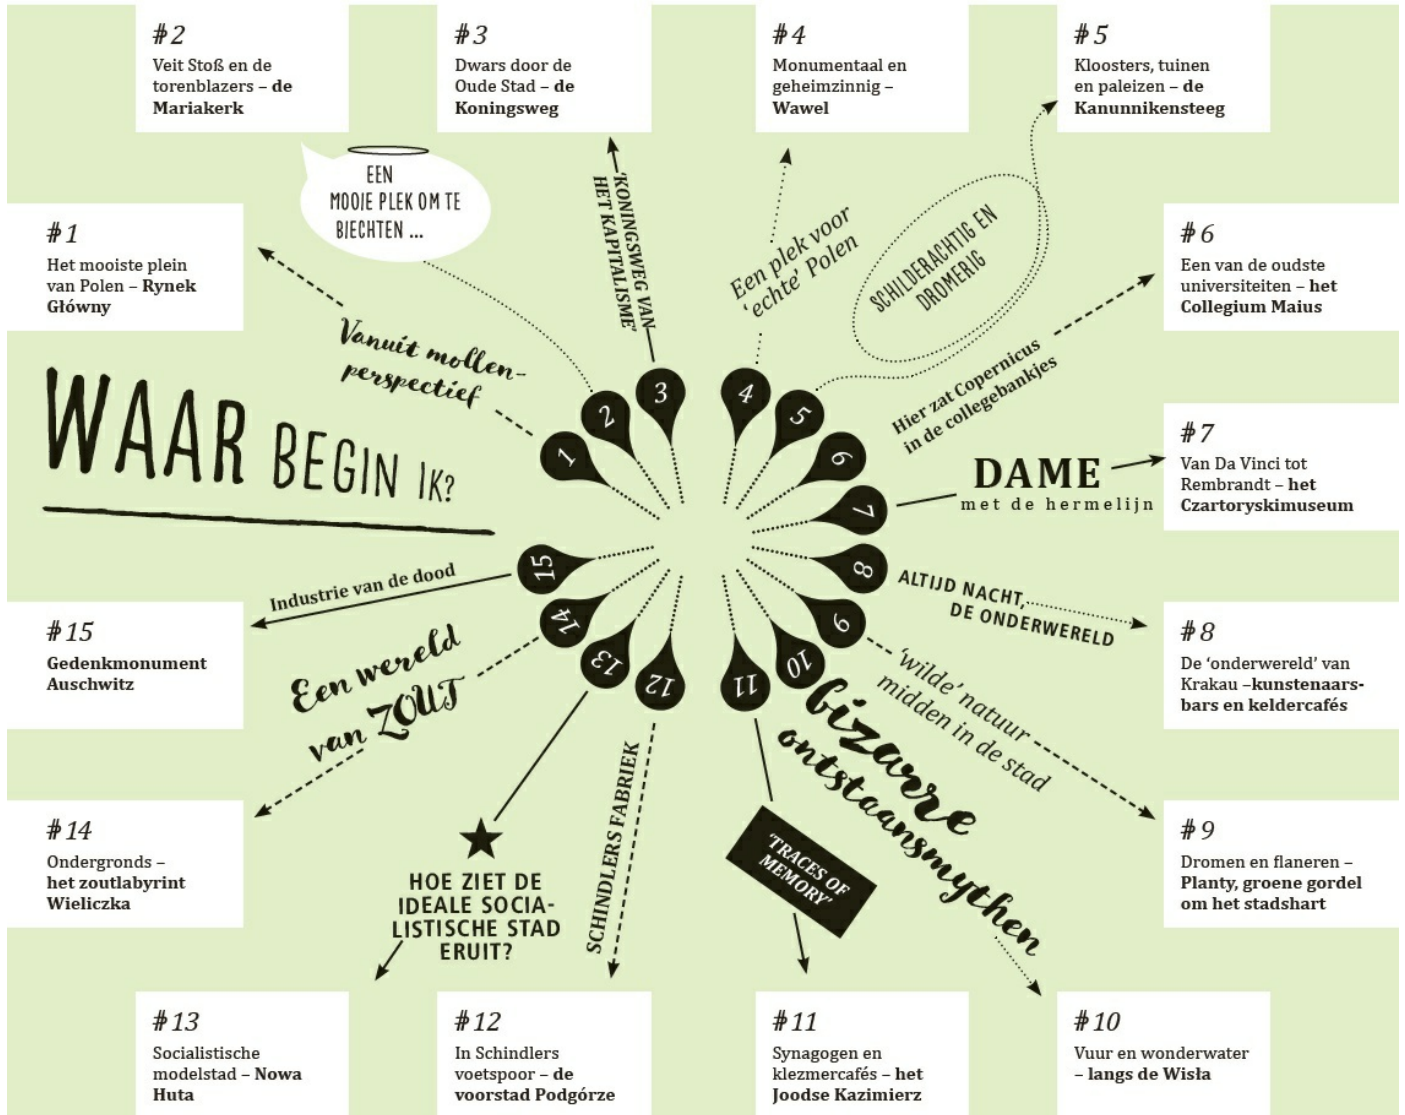 #2
Veit Stoß en de
torenblazers – de
Mariakerk
#3
Dwars door de
Oude Stad – de
Koningsweg
#4
Monumentaal en
geheimzinnig –
Wawel
#5
Kloosters, tuinen
en paleizen – de
Kanunnikensteeg
EEN
MOOIE PLEK OM TE
BIECHTEN ...
'KONINGSWEG VAN
HET KAPITALISME'
Een plek voor
'echte' Polen
SCHILDERACHTIG EN
DROMERIG
#1
Het mooiste plein
van Polen – Rynek
Główny
Vanuit mollen-
perspectief
#6
Een van de oudste
universiteiten – het
Collegium Maius
Hier zat Copernicus
in de collegebankjes
WAAR BEGIN IK?
1
2
3
4
5
6
7
8
9
10
11
12
13
14
15
DAME
met de hermelijn
#7
Van Da Vinci tot
Rembrandt – het
Czartoryskimuseum
Industrie van de dood
#15
Gedenkmonument
Auschwitz
ALTIJD NACHT,
DE ONDERWERELD
#8
De 'onderwereld' van
Krakau –kunstenaars-
bars en keldercafés
Een wereld
van ZOUT
'wilde' natuur
midden in de stad
bizarre
ontstaansmythen
#14
Ondergronds –
het zoutlabyrint
Wieliczka
HOE ZIET DE
IDEALE SOCIA-
LISTISCHE STAD
ERUIT?
SCHINDLERS FABRIEK
'TRACES OF
MEMORY'
#9
Dromen en flaneren –
Planty, groene gordel
om het stadshart
#13
Socialistische
modelstad – Nowa
Huta
#12
In Schindlers
voetspoor – de
voorstad Podgórze
#11
Synagogen en
klezmercafés – het
Joodse Kazimierz
#10
Vuur en wonderwater
– langs de Wisła